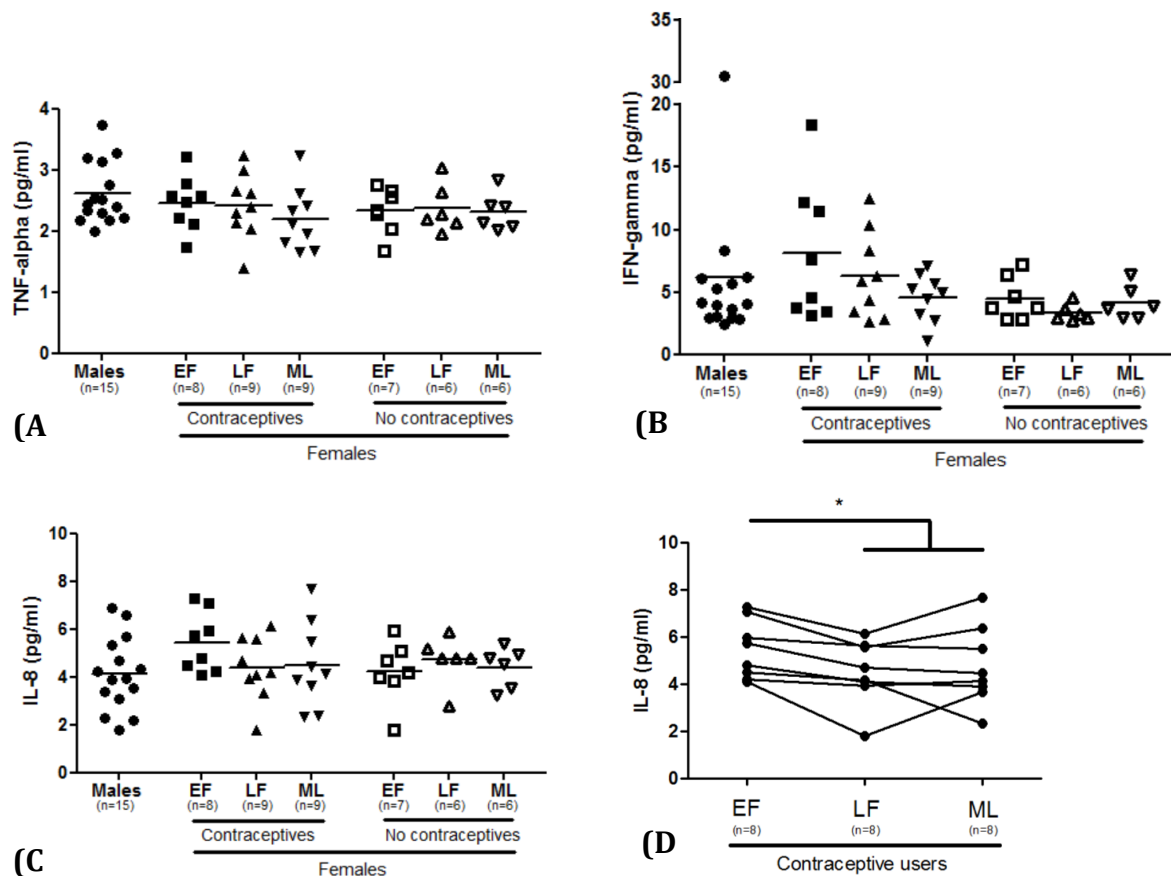 4
3
2
1
0
TNF-alpha (pg/ml)
Males EF LF ML EF LF ML
(n=15) (n=8) (n=9) (n=9) (n=7) (n=6) (n=6)
Contraceptives No contraceptives
Females
(A
35
30
20
15
10
5
0
IFN-gamma (pg/ml)
Males EF LF ML EF LF ML
(n=15) (n=8) (n=9) (n=9) (n=7) (n=6) (n=6)
Contraceptives No contraceptives
Females
(B
10
8
6
4
2
0
IL-8 (pg/ml)
Males EF LF ML EF LF ML
(n=15) (n=8) (n=9) (n=9) (n=7) (n=6) (n=6)
Contraceptives No contraceptives
Females
(C
*
10
8
6
4
2
0
IL-8 (pg/ml)
EF LF ML
(n=8) (n=8) (n=8)
Contraceptive users
(D